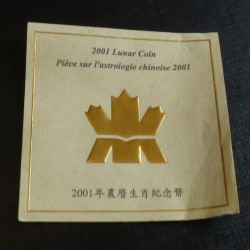 2001 Lunar Coin
Pièce sur l'astrologie chinoise 2001
2001年農曆生肖紀念幣